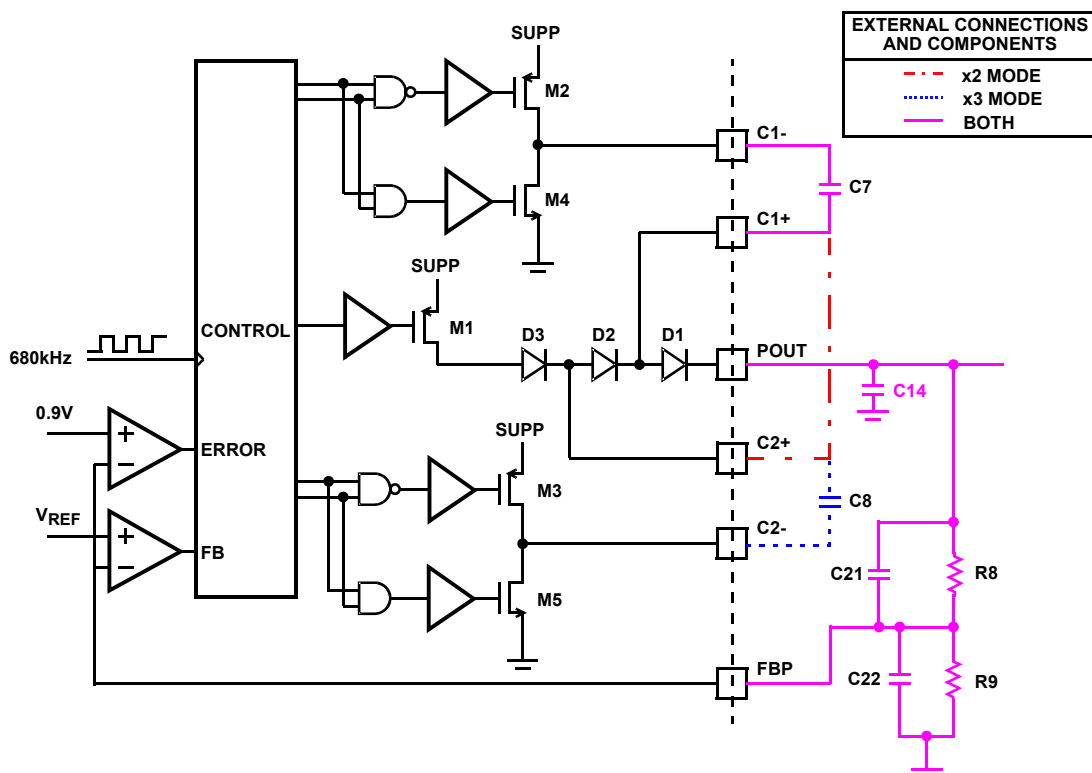 EXTERNAL CONNECTIONS
AND COMPONENTS
x2 MODE
x3 MODE
BOTH
SUPP
M2
C1-
C7
M4
C1+
SUPP
M1
CONTROL
680kHz
D3
D2
D1
POUT
C14
0.9V
+
-
ERROR
SUPP
C2+
M3
C8
VREF
+
-
FB
C2-
C21
R8
M5
FBP
C22
R9